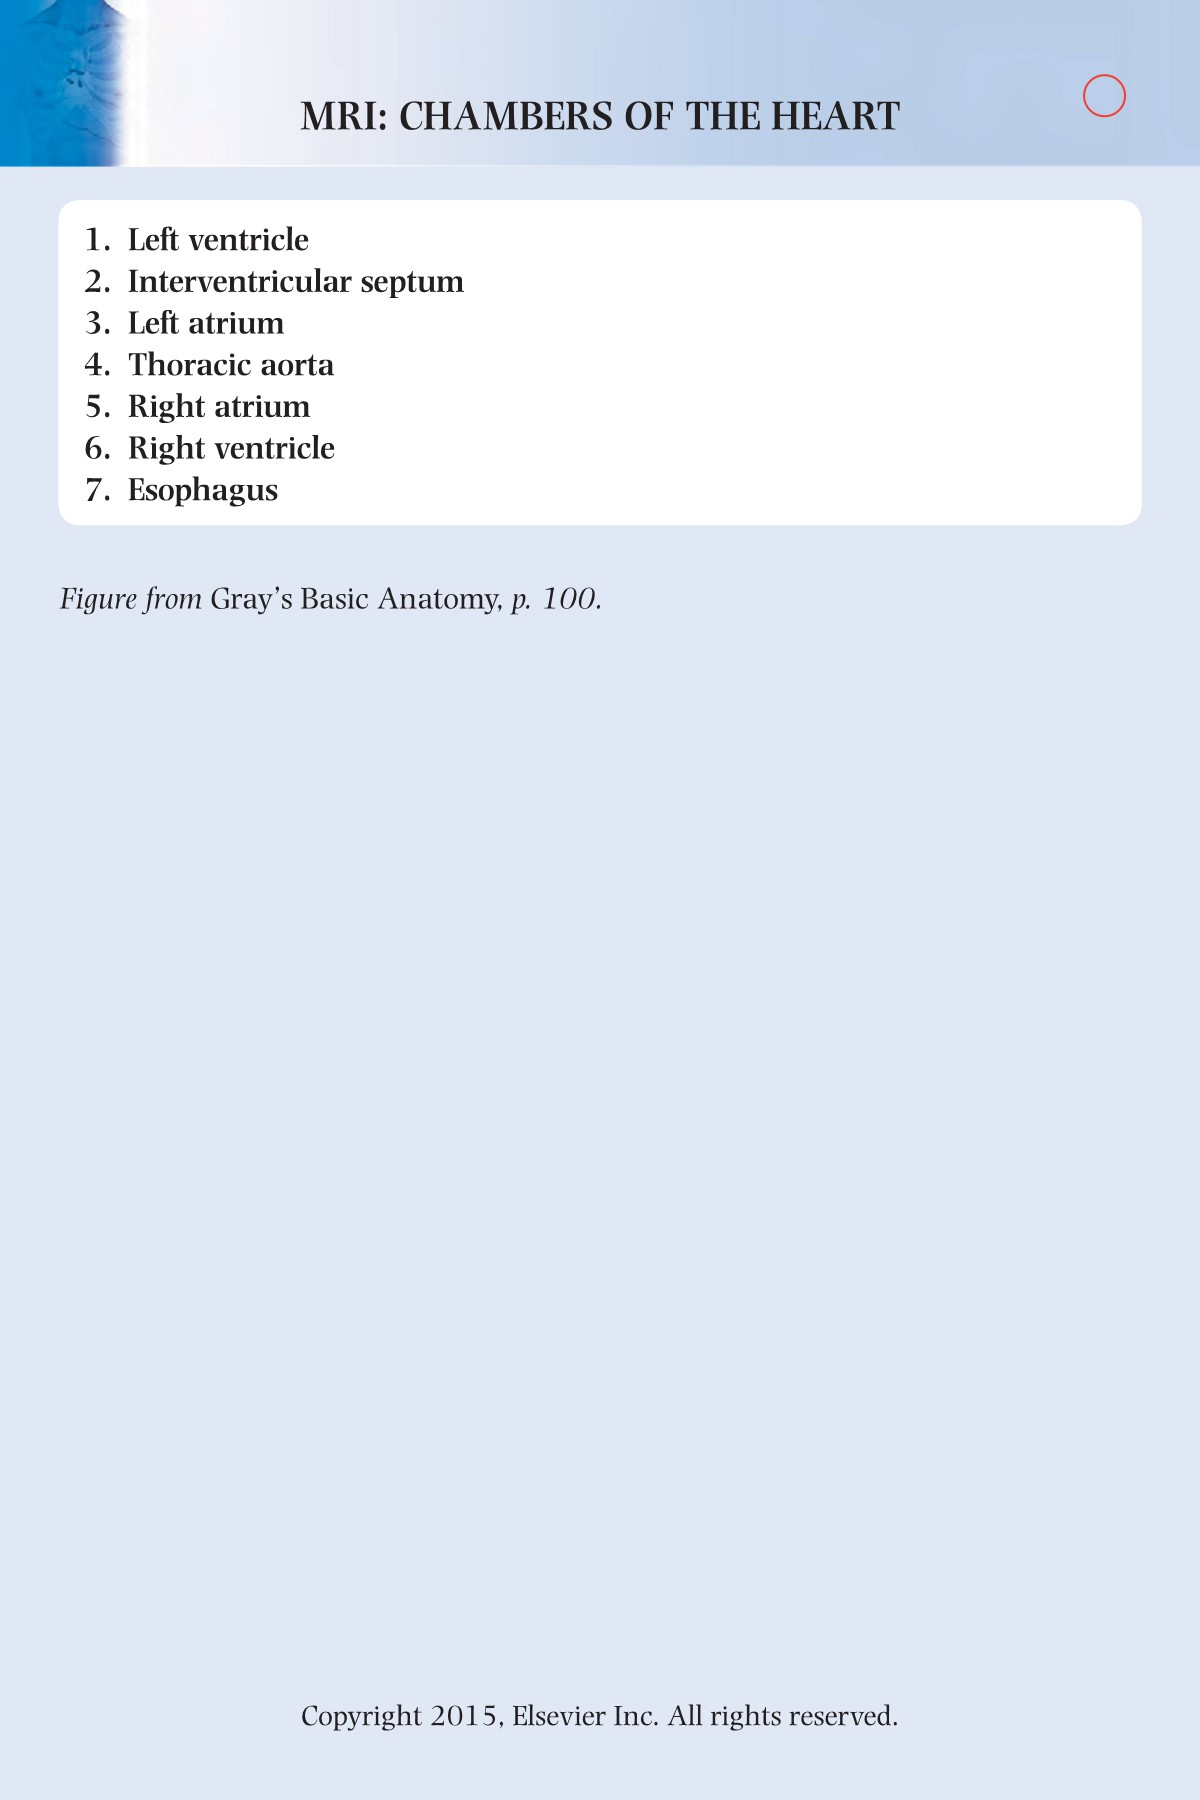 MRI: CHAMBERS OF THE HEART
1. Left ventricle
2. Interventricular septum
3. Left atrium
4. Thoracic aorta
5. Right atrium
6. Right ventricle
7. Esophagus
Figure from Gray’s Basic Anatomy, p. 100.
Copyright 2015, Elsevier Inc. All rights reserved.